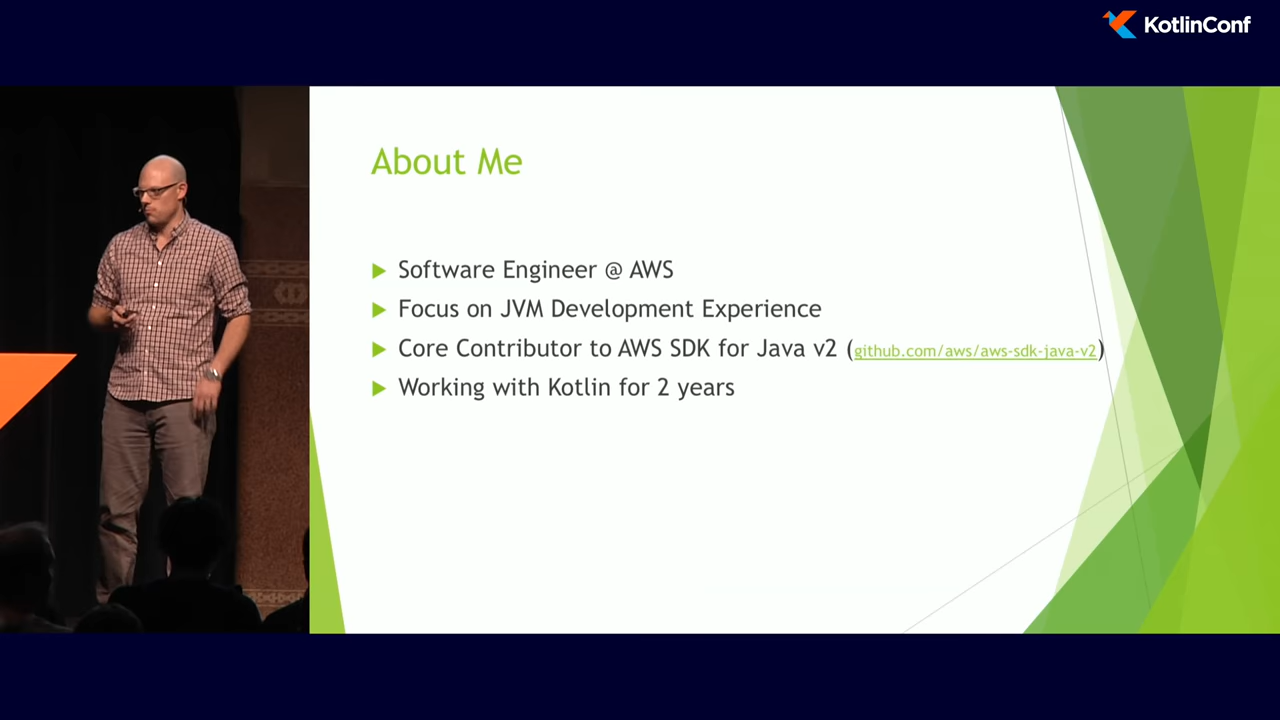 KotlinConf
About Me
Software Engineer @ AWS
Focus on JVM Development Experience
Core Contributor to AWS SDK for Java v2 (github.com/aws/aws-sdk-java-v2)
Working with Kotlin for 2 years